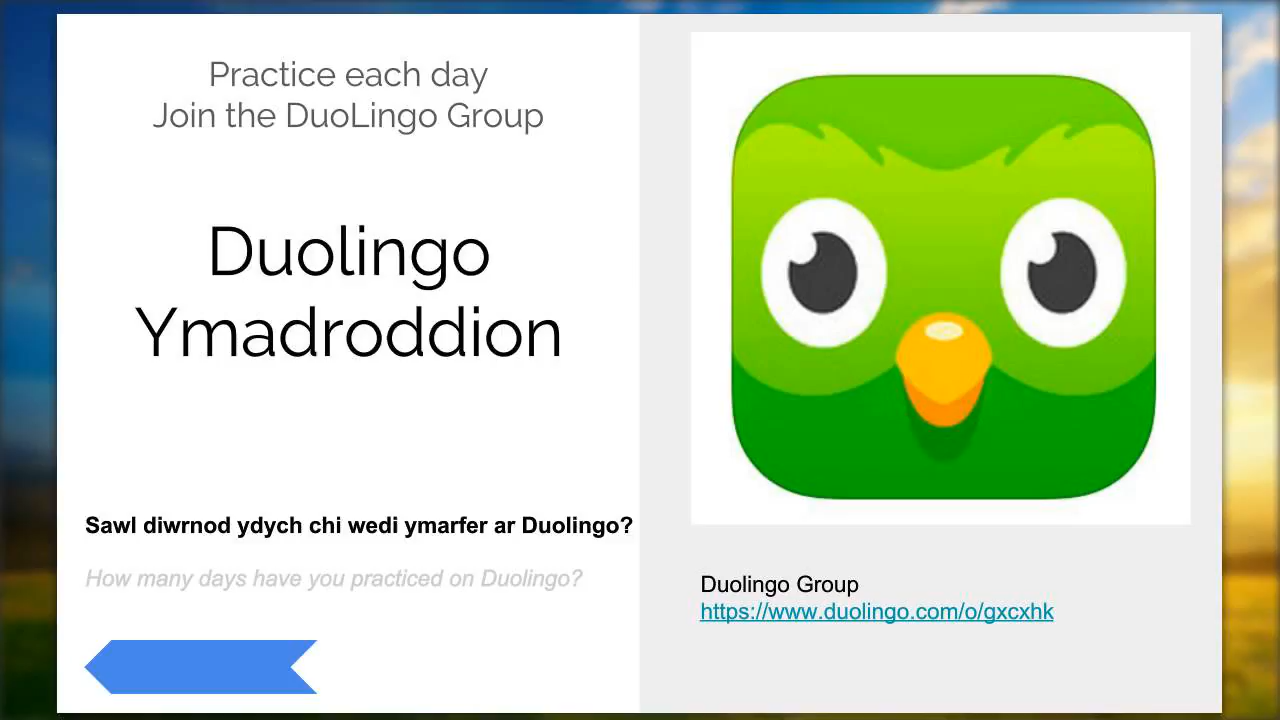 Practice each day
Join the DuoLingo Group
Duolingo
Ymadroddion
Sawl diwrnod ydych chi wedi ymarfer ar Duolingo?
How many days have you practiced on Duolingo?
Duolingo Group
https://www.duolingo.com/o/gxcxhk